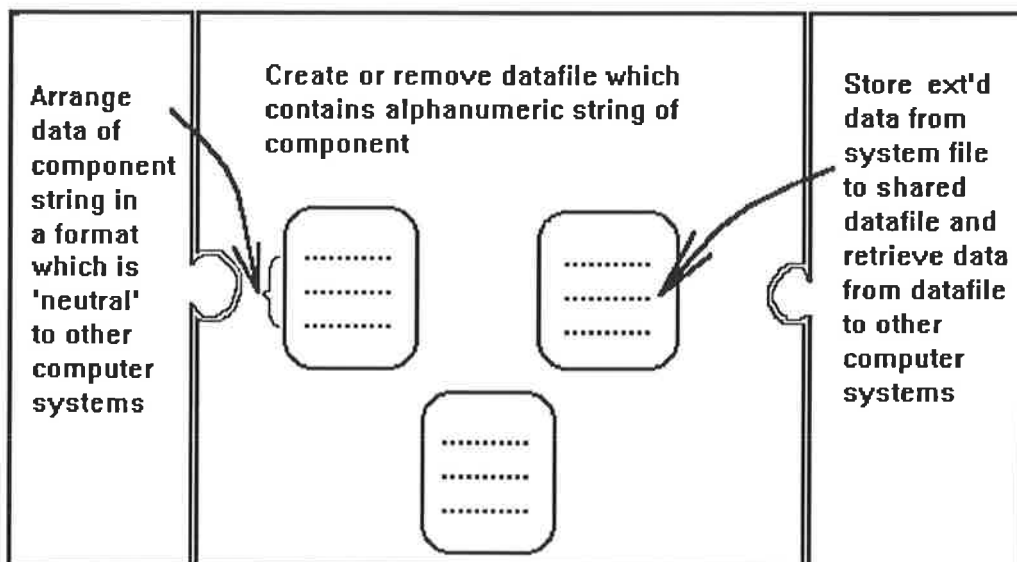 Arrange
data of
component
string in
a format
which is
'neutral'
to other
computer
systems
Create or remove datafile which
contains alphanumeric string of
component
Store ext'd
data from
system file
to shared
datafile and
retrieve data
from datafile
to other
computer
systems